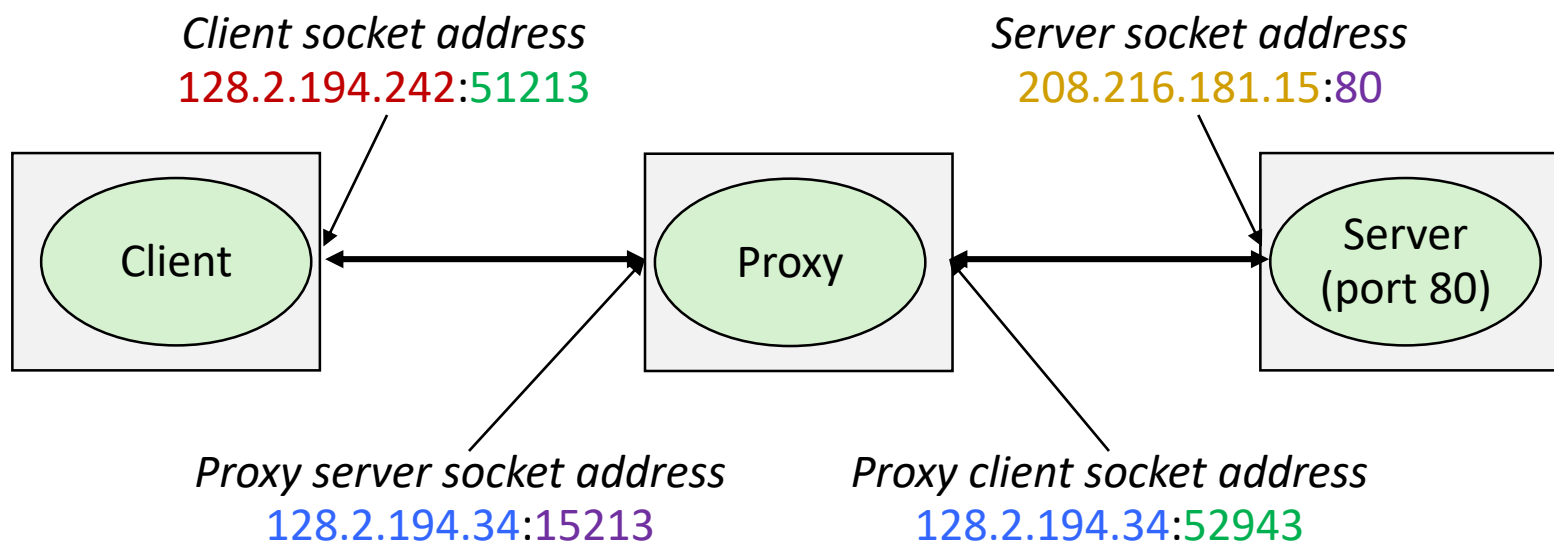 Client socket address
128.2.194.242:51213
Server socket address
208.216.181.15:80
Client
Proxy
Server
(port 80)
Proxy server socket address
128.2.194.34:15213
Proxy client socket address
128.2.194.34:52943